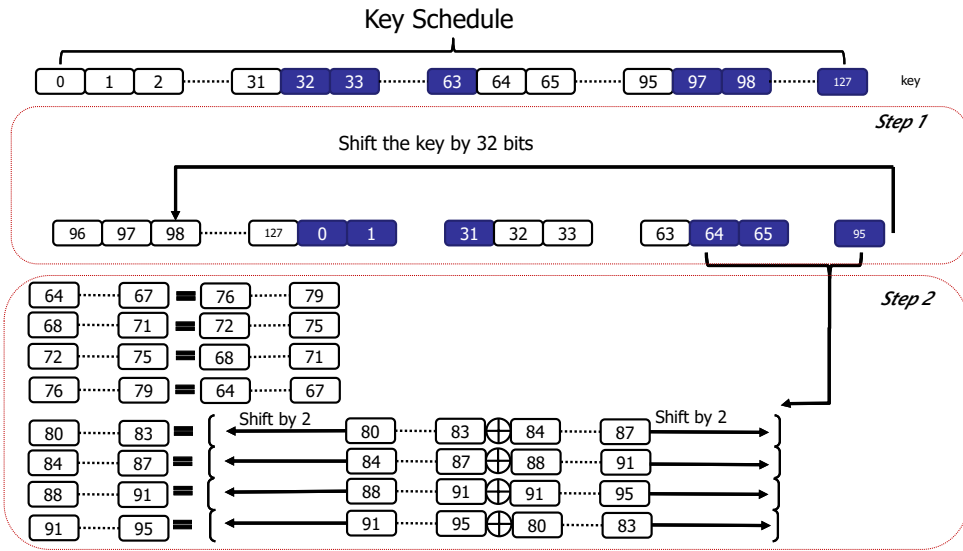 Key Schedule
0 1 2 31 32 33 63 64 65 95 97 98 127 key
Step 1
Shift the key by 32 bits
96 97 98 127 0 1 31 32 33 63 64 65 95
Step 2
64 67 = 76 79
68 71 = 72 75
72 75 = 68 71
76 79 = 64 67
Shift by 2 Shift by 2
80 83 = [ 80 83 ⊕ 84 87 ]
84 87 = [ 84 87 ⊕ 88 91 ]
88 91 = [ 88 91 ⊕ 91 95 ]
91 95 = [ 91 95 ⊕ 80 83 ]